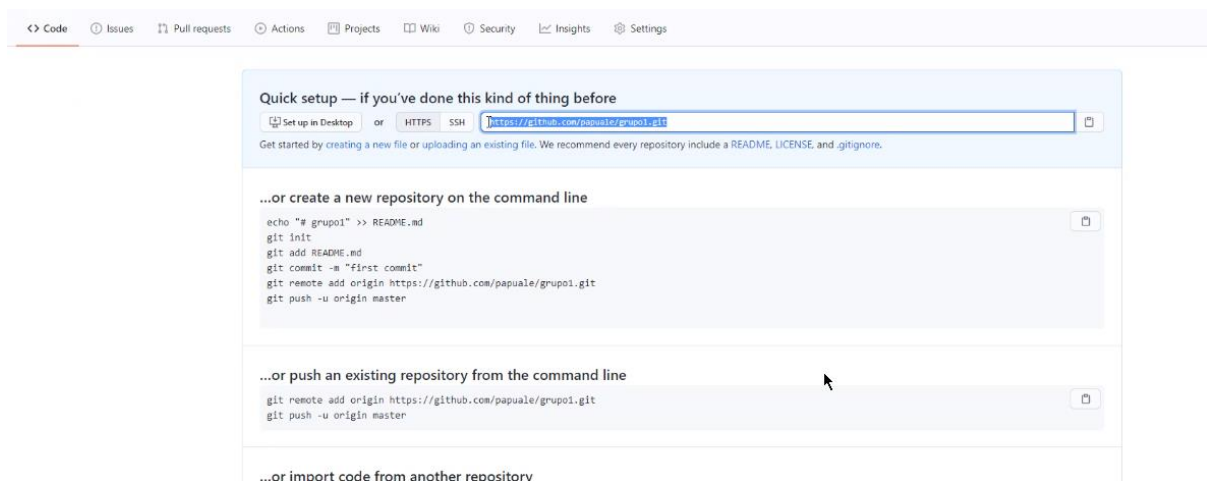 <> Code Issues Pull requests Actions Projects Wiki Security Insights Settings
Quick setup — if you've done this kind of thing before
Set up in Desktop or HTTPS SSH https://github.com/papuale/grupo1.git
Get started by creating a new file or uploading an existing file. We recommend every repository include a README, LICENSE, and .gitignore.
...or create a new repository on the command line
echo "# grupo1" >> README.md
git init
git add README.md
git commit -m "first commit"
git remote add origin https://github.com/papuale/grupo1.git
git push -u origin master
...or push an existing repository from the command line
git remote add origin https://github.com/papuale/grupo1.git
git push -u origin master
...or import code from another repository